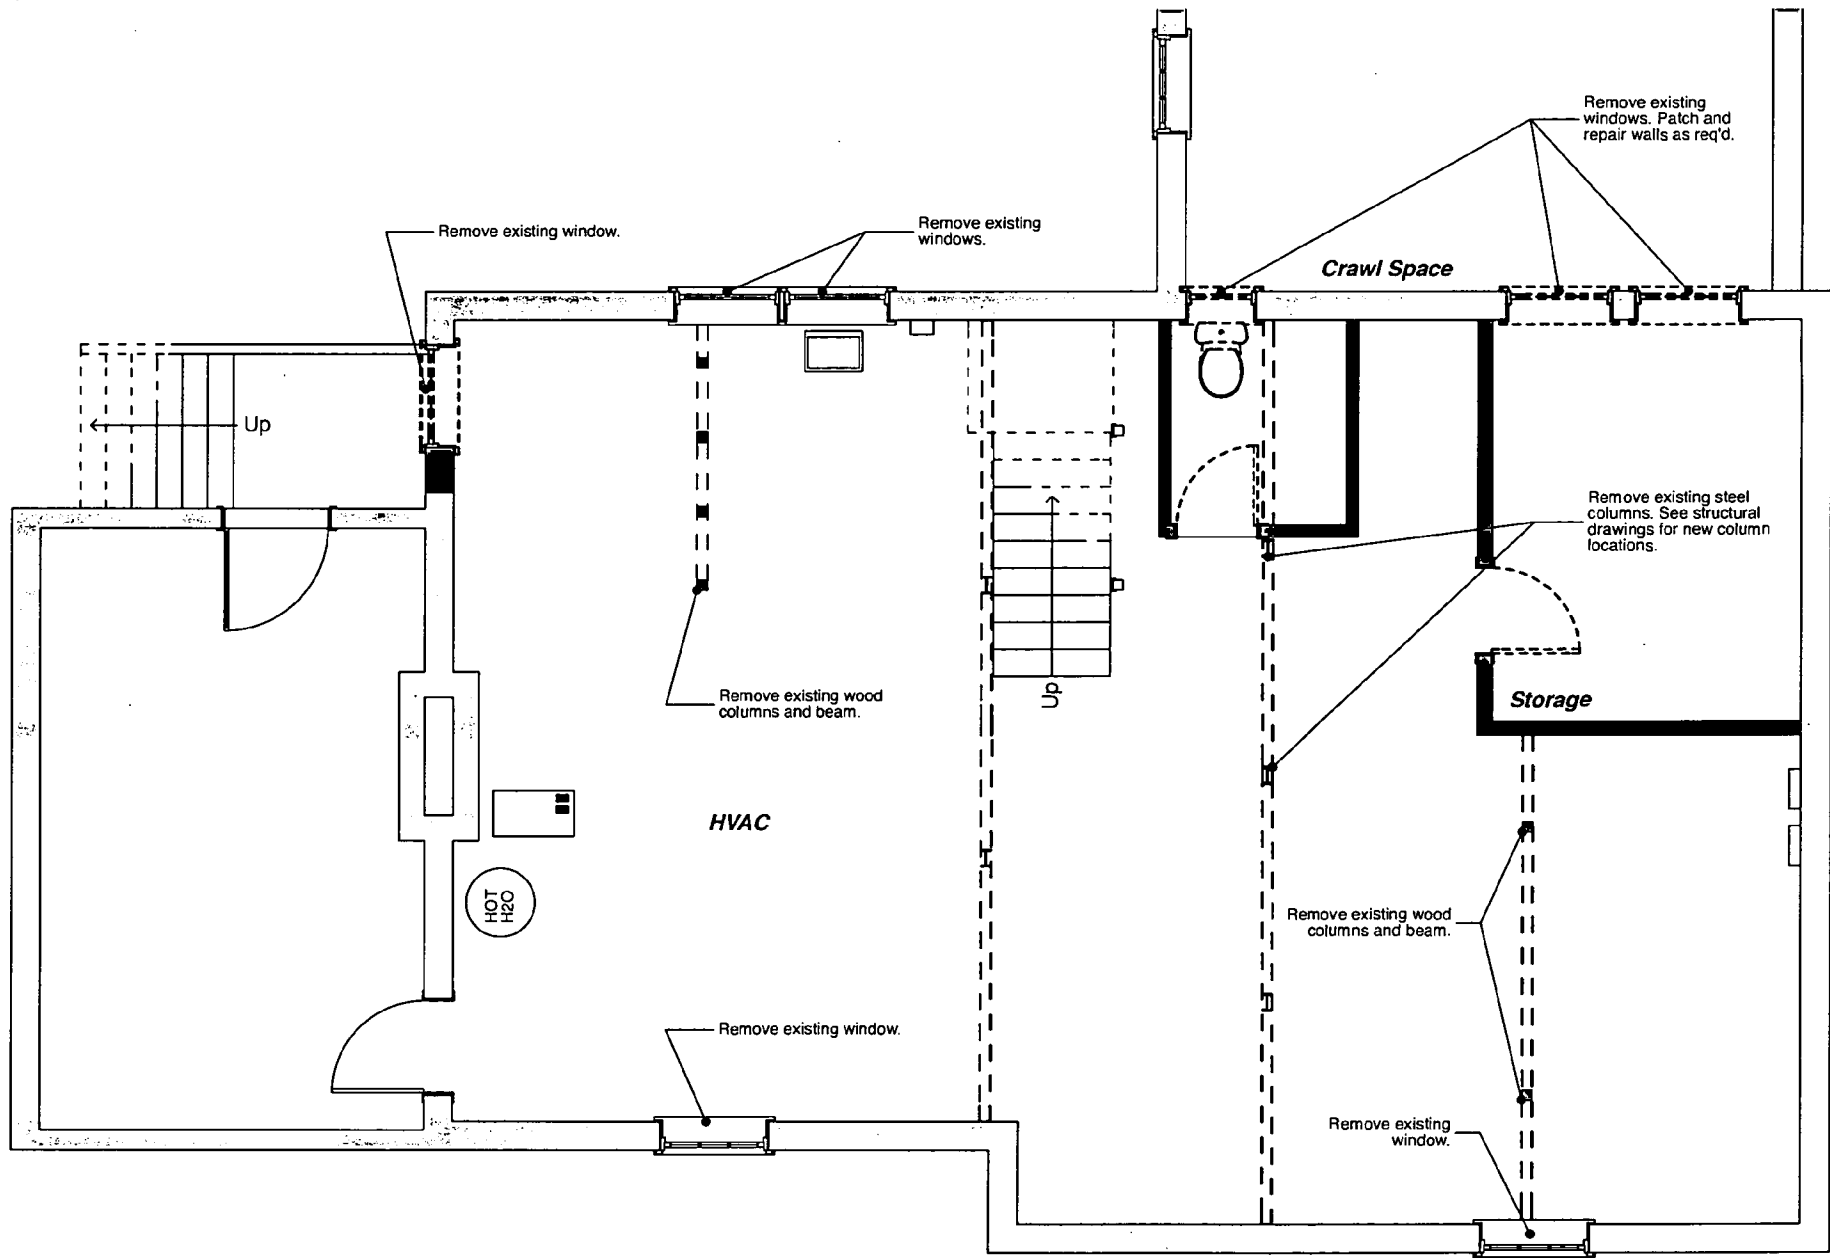 Remove existing
windows. Patch and
repair walls as req'd.
Remove existing window.
Remove existing
windows.
Crawl Space
Up
Remove existing steel
columns. See structural
drawings for new column
locations.
Up
Remove existing wood
columns and beam.
Storage
HVAC
HOT
H2O
Remove existing wood
columns and beam.
Remove existing window.
Remove existing
window.